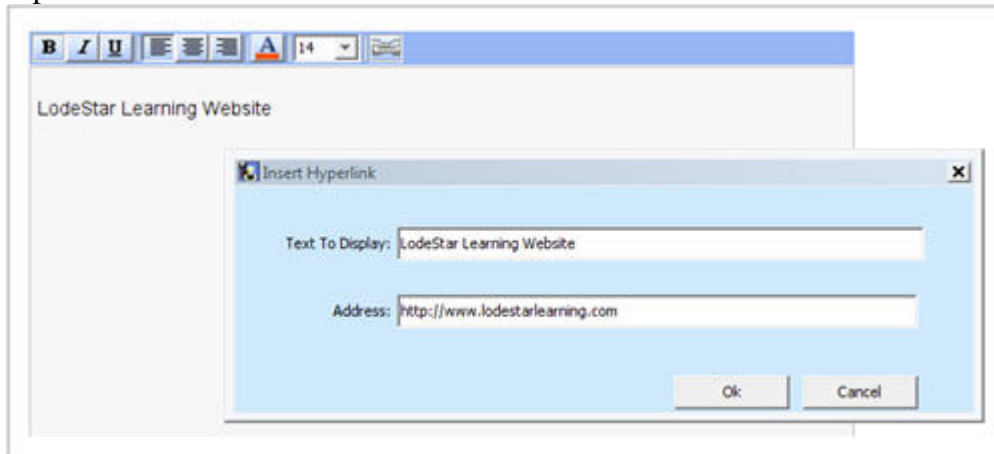 B I U A 14
LodeStar Learning Website
Insert Hyperlink
Text To Display: LodeStar Learning Website
Address: http://www.lodestarlearning.com
Ok Cancel